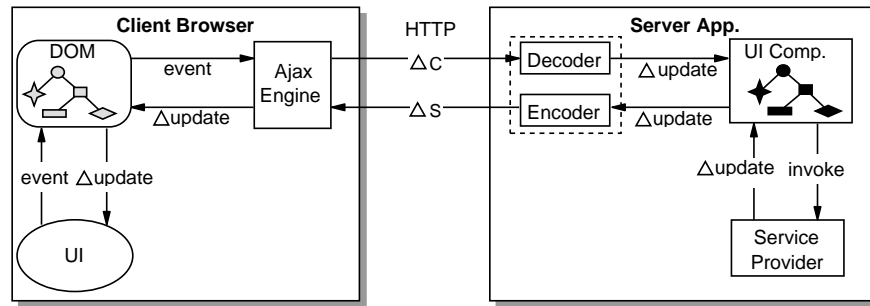 Client Browser
DOM
event
Ajax
Engine
△update
event
△update
UI
HTTP
△C
△S
Server App.
Decoder
△update
UI Comp.
Encoder
△update
△update
invoke
Service
Provider